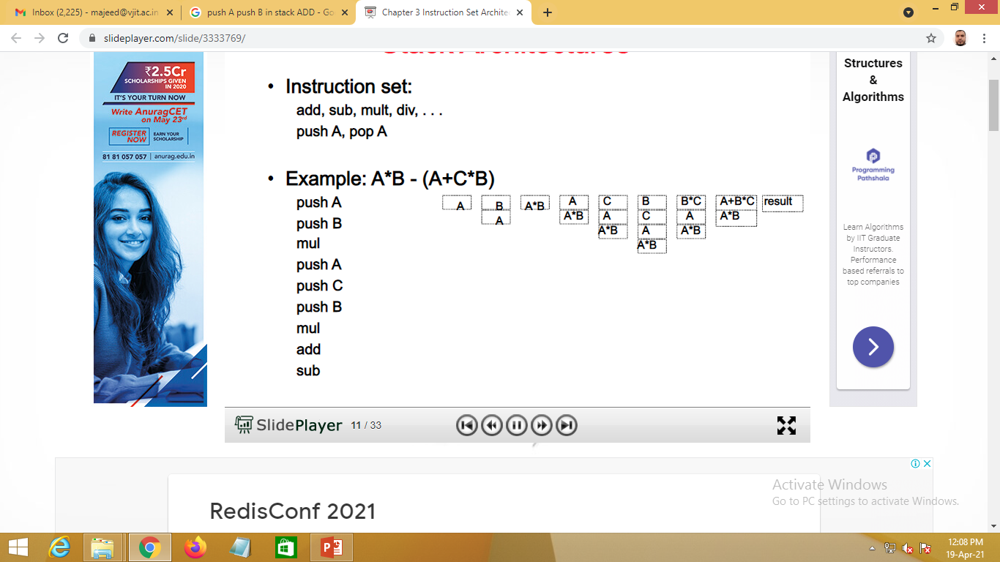 Inbox (2,225) - majeed@vjit.ac.in
push A push B in stack ADD - Go
Chapter 3 Instruction Set Archite
slideplayer.com/slide/3333769/
₹2.5Cr
SCHOLARSHIPS GIVEN
IN 2020
IT'S YOUR TURN NOW
Write AnuragCET
on May 23rd
REGISTER
NOW
EARN YOUR
SCHOLARSHIP
81 81 057 057 | anurag.edu.in
Stack Architectures
• Instruction set:
add, sub, mult, div, . . .
push A, pop A
• Example: A*B - (A+C*B)
push A
push B
mul
push A
push C
push B
mul
add
sub
A B A*B A C B B*C A+B*C result
A A*B A C A A*B
A*B A A*B
A*B
SlidePlayer 11 / 33
Structures
&
Algorithms
Programming
Pathshala
Learn Algorithms
by IIT Graduate
Instructors.
Performance
based referrals to
top companies
RedisConf 2021
Activate Windows
Go to PC settings to activate Windows.
12:08 PM
19-Apr-21